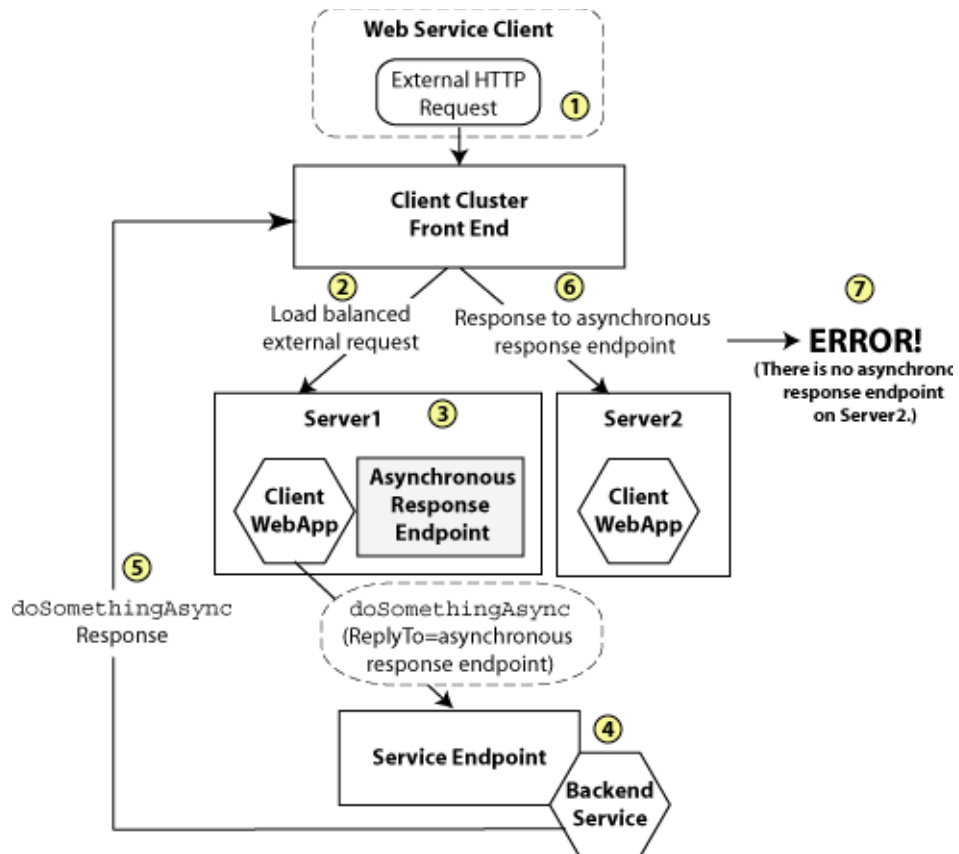 Web Service Client
External HTTP
Request
1
Client Cluster
Front End
2
Load balanced
external request
6
Response to asynchronous
response endpoint
7
ERROR!
(There is no asynchrono
response endpoint
on Server2.)
Server1
3
Client
WebApp
Asynchronous
Response
Endpoint
Server2
Client
WebApp
5
doSomethingAsync
Response
doSomethingAsync
(ReplyTo=asynchronous
response endpoint)
4
Service Endpoint
Backend
Service